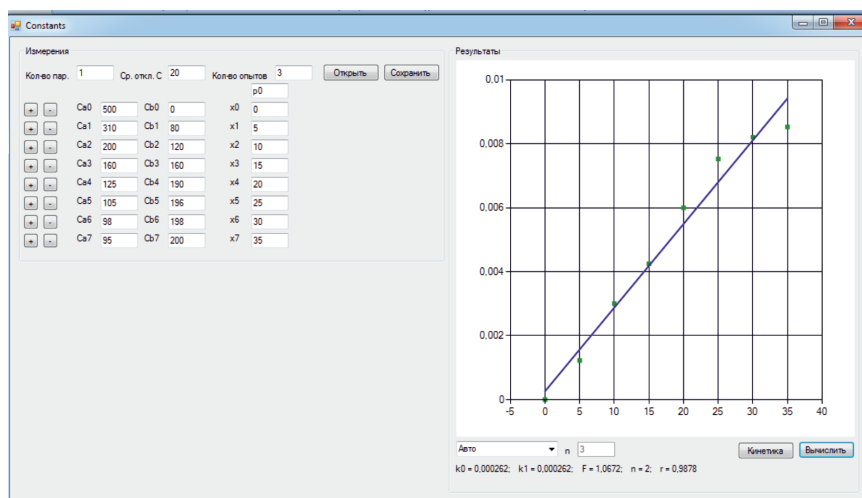 Constants
Измерения
Кол-во пар. 1 Ср. откл. С 20 Кол-во опытов 3 Открыть Сохранить
p0
+ - Ca0 500 Cb0 0 x0 0
+ - Ca1 310 Cb1 80 x1 5
+ - Ca2 200 Cb2 120 x2 10
+ - Ca3 160 Cb3 160 x3 15
+ - Ca4 125 Cb4 190 x4 20
+ - Ca5 105 Cb5 196 x5 25
+ - Ca6 98 Cb6 198 x6 30
+ - Ca7 95 Cb7 200 x7 35
Результаты
0,01
0,008
0,006
0,004
0,002
0
-5 0 5 10 15 20 25 30 35 40
Авто n 3 Кинетика Вычислить
k0 = 0,000262; k1 = 0,000262; F = 1,0672; n = 2; r = 0,9878